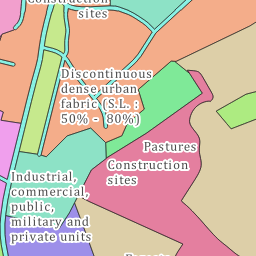 Construction
sites
Discontinuous
dense urban
fabric (S.L. :
50% - 80%)
Pastures
Construction
sites
Industrial,
commercial,
public,
military and
private units